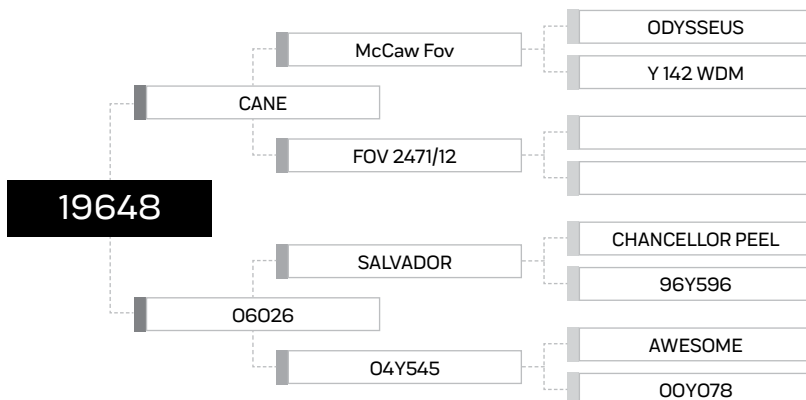 19648
CANE
McCaw Fov
ODYSSEUS
Y 142 WDM
FOV 2471/12
06026
SALVADOR
CHANCELLOR PEEL
96Y596
04Y545
AWESOME
00Y078